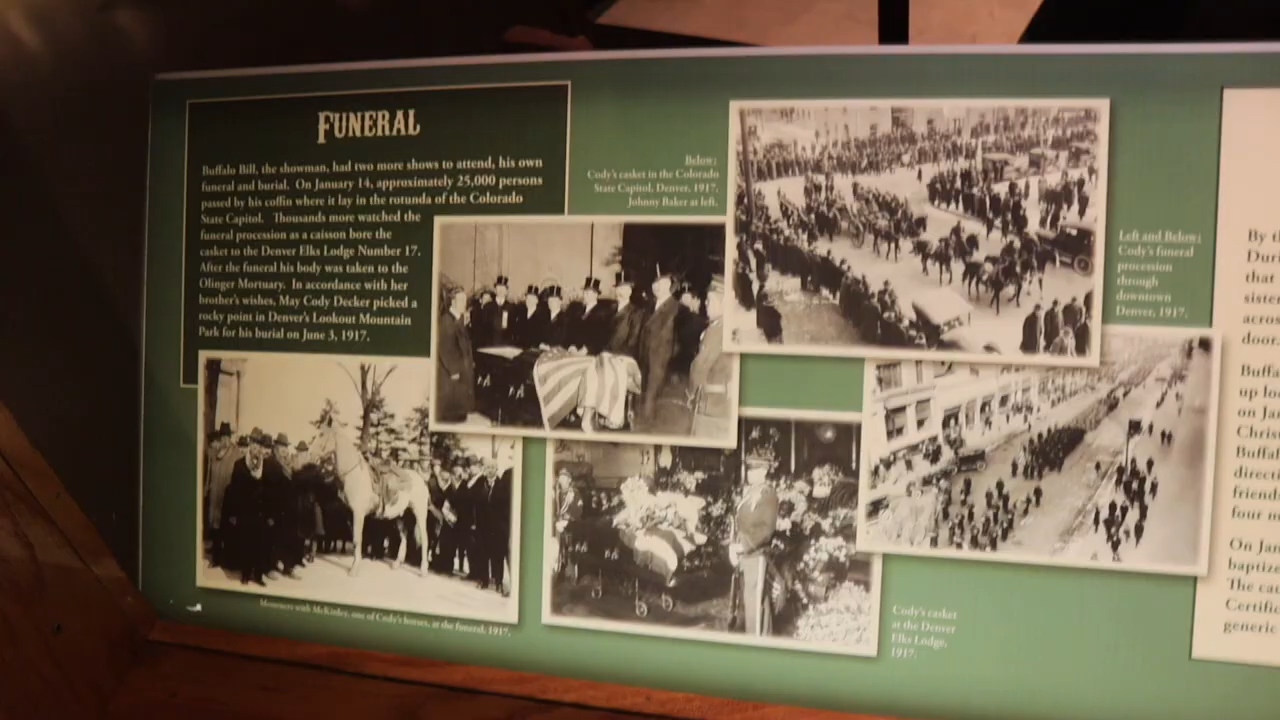 FUNERAL
Buffalo Bill, the showman, had two more shows to attend, his own
funeral and burial. On January 14, approximately 25,000 persons
passed by his coffin where it lay in the rotunda of the Colorado
State Capitol. Thousands more watched the
funeral procession as a caisson bore the
casket to the Denver Elks Lodge Number 17.
After the funeral his body was taken to the
Olinger Mortuary. In accordance with her
brother's wishes, May Cody Decker picked a
rocky point in Denver's Lookout Mountain
Park for his burial on June 3, 1917.
Below:
Cody's casket in the Colorado
State Capitol, Denver, 1917.
Johnny Baker at left.
Left and Below:
Cody's funeral
procession
through
downtown
Denver, 1917.
Mourners with McKinley, one of Cody's horses, at the funeral, 1917.
Cody's casket
at the Denver
Elks Lodge,
1917.
By
Duri
that
sister
acros
door.
Buffa
up lo
on Ja
Chris
Buffal
direct
friend
four m
On Jan
baptize
The ca
Certifi
generic